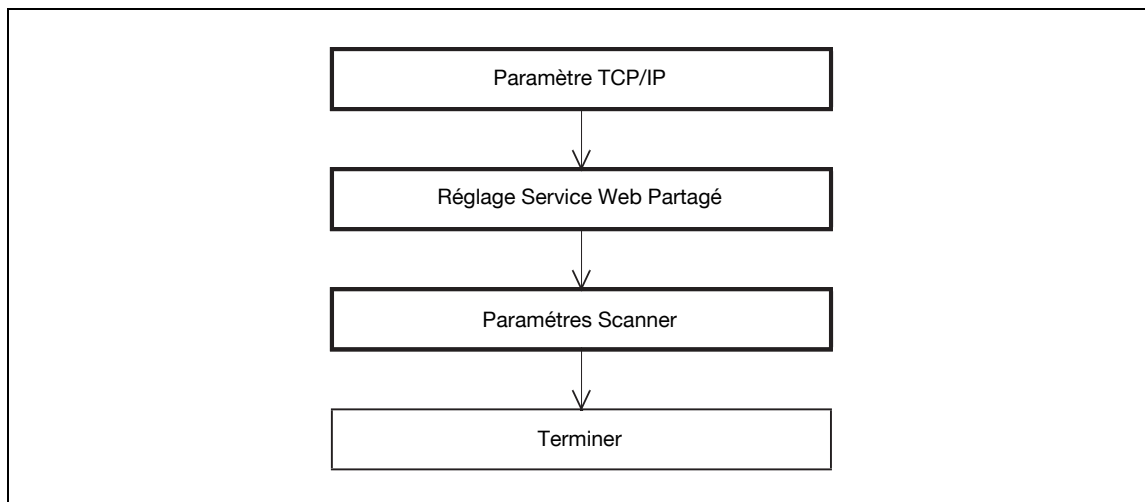 Paramètre TCP/IP
Réglage Service Web Partagé
Paramétres Scanner
Terminer